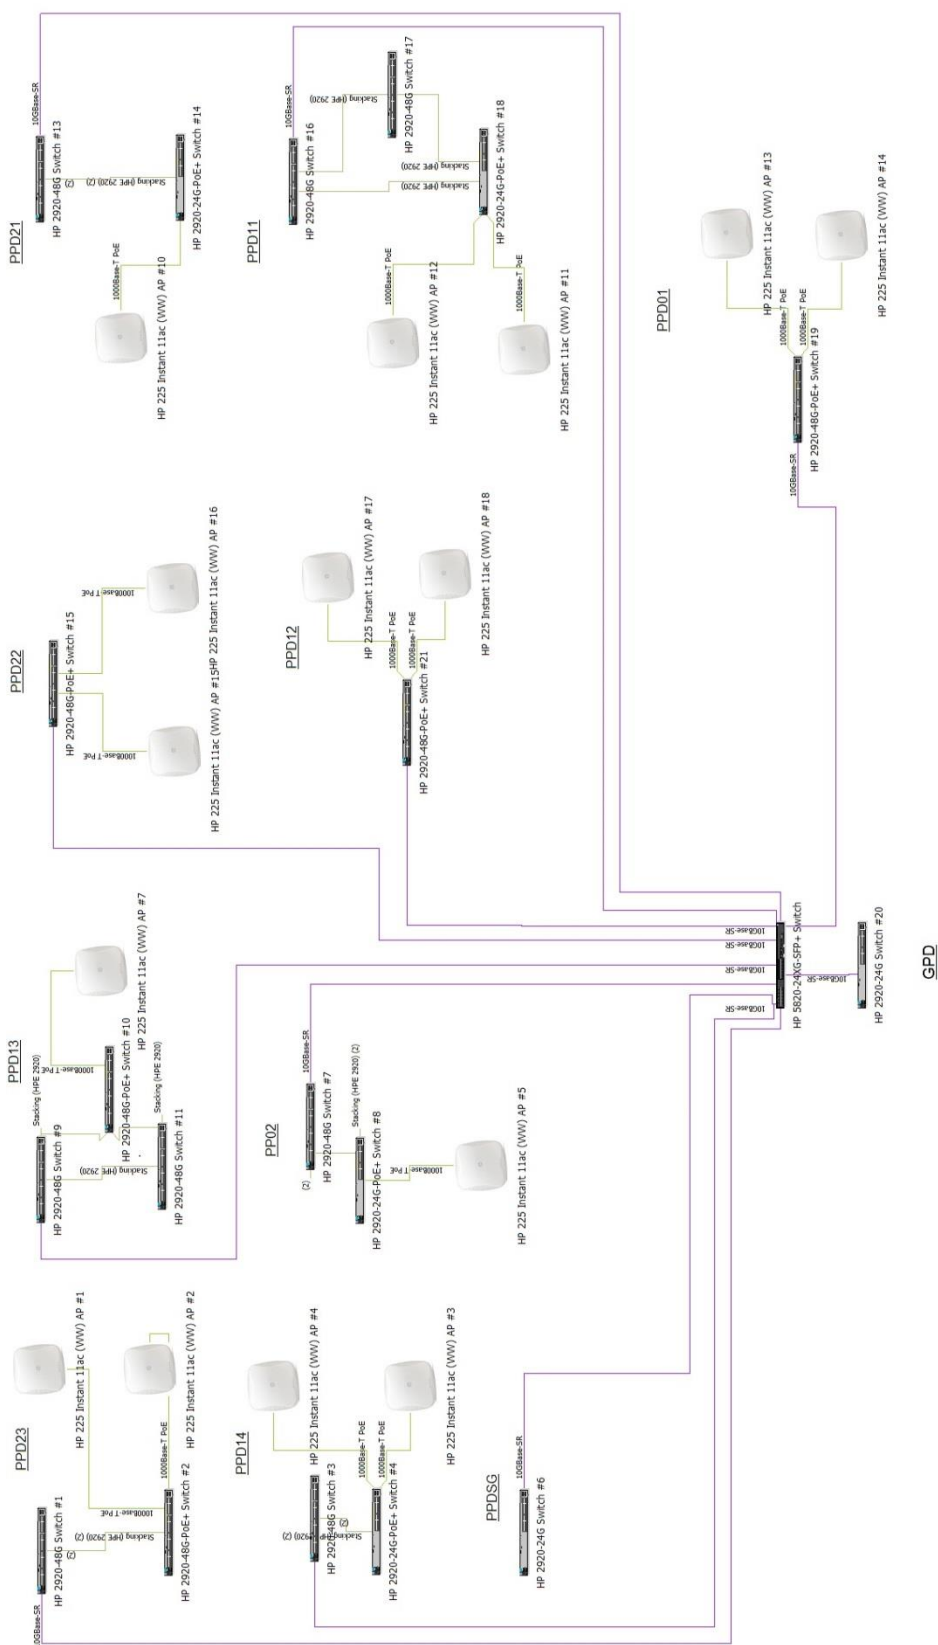 PPD23
10GBase-SR
HP 2920-48G Switch #1
(2)
Stacking (HPE 2920) (2)
1000Base-T PoE
HP 2920-48G-PoE+ Switch #2
1000Base-T PoE
HP 225 Instant 11ac (WW) AP #1
HP 225 Instant 11ac (WW) AP #2
PPD14
HP 2920-48G Switch #3
Stacking (HPE 2920) (2)
(2)
HP 2920-24G-PoE+ Switch #4
1000Base-T PoE
1000Base-T PoE
HP 225 Instant 11ac (WW) AP #4
HP 225 Instant 11ac (WW) AP #3
PPDSG
10GBase-SR
HP 2920-24G Switch #6
PPD13
Stacking (HPE 2920)
HP 2920-48G Switch #9
1000Base-T PoE
HP 2920-48G-PoE+ Switch #10
HP 225 Instant 11ac (WW) AP #7
Stacking (HPE 2920)
Stacking (HPE 2920)
HP 2920-48G Switch #11
PP02
10GBase-SR
HP 2920-48G Switch #7
(2)
Stacking (HPE 2920) (2)
HP 2920-24G-PoE+ Switch #8
1000Base-T PoE
HP 225 Instant 11ac (WW) AP #5
PPD22
HP 2920-48G-PoE+ Switch #15
1000Base-T PoE
1000Base-T PoE
HP 225 Instant 11ac (WW) AP #15
HP 225 Instant 11ac (WW) AP #16
PPD12
HP 225 Instant 11ac (WW) AP #17
1000Base-T PoE
1000Base-T PoE
HP 2920-48G-PoE+ Switch #21
HP 225 Instant 11ac (WW) AP #18
PPD21
10GBase-SR
HP 2920-48G Switch #13
(2)
Stacking (HPE 2920) (2)
HP 2920-24G-PoE+ Switch #14
1000Base-T PoE
HP 225 Instant 11ac (WW) AP #10
PPD11
10GBase-SR
HP 2920-48G Switch #16
Stacking (HPE 2920)
HP 2920-48G Switch #17
Stacking (HPE 2920)
Stacking (HPE 2920)
HP 2920-24G-PoE+ Switch #18
1000Base-T PoE
HP 225 Instant 11ac (WW) AP #12
1000Base-T PoE
HP 225 Instant 11ac (WW) AP #11
PPD01
HP 225 Instant 11ac (WW) AP #13
1000Base-T PoE
1000Base-T PoE
HP 225 Instant 11ac (WW) AP #14
10GBase-SR
HP 2920-48G-PoE+ Switch #19
10GBase-SR
10GBase-SR
10GBase-SR
10GBase-SR
HP 5820-24XG-SFP+ Switch
10GBase-SR
HP 2920-24G Switch #20
GPD